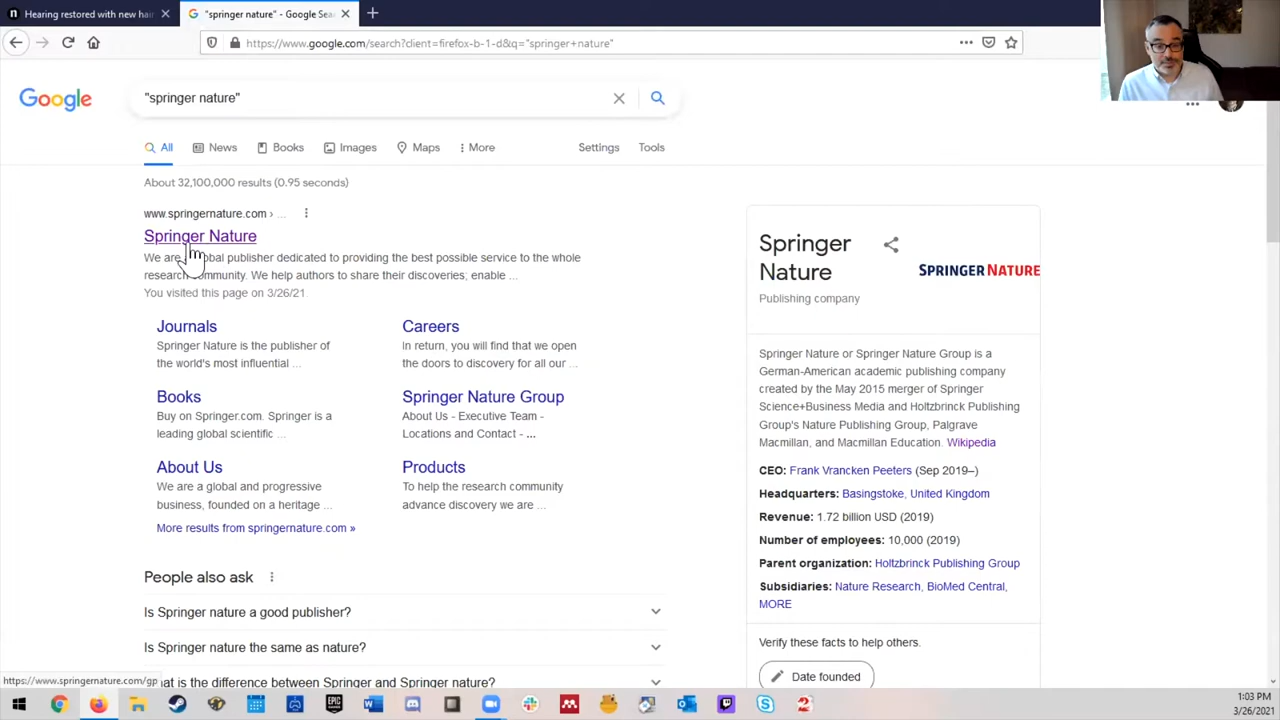 Hearing restored with new hair
"springer nature" - Google Sea
https://www.google.com/search?client=firefox-b-1-d&q="springer+nature"
Google
"springer nature"
All
News
Books
Images
Maps
More
Settings
Tools
About 32,100,000 results (0.95 seconds)
www.springernature.com › ...
Springer Nature
We are global publisher dedicated to providing the best possible service to the whole
research community. We help authors to share their discoveries; enable ...
You visited this page on 3/26/21.
Journals
Springer Nature is the publisher of
the world's most influential ...
Careers
In return, you will find that we open
the doors to discovery for all our ...
Books
Buy on Springer.com. Springer is a
leading global scientific ...
Springer Nature Group
About Us - Executive Team -
Locations and Contact - ...
About Us
We are a global and progressive
business, founded on a heritage ...
Products
To help the research community
advance discovery we are ...
More results from springernature.com »
People also ask
Is Springer nature a good publisher?
Is Springer nature the same as nature?
What is the difference between Springer and Springer nature?
Springer
Nature
Publishing company
SPRINGER NATURE
Springer Nature or Springer Nature Group is a
German-American academic publishing company
created by the May 2015 merger of Springer
Science+Business Media and Holtzbrinck Publishing
Group's Nature Publishing Group, Palgrave
Macmillan, and Macmillan Education. Wikipedia
CEO: Frank Vrancken Peeters (Sep 2019–)
Headquarters: Basingstoke, United Kingdom
Revenue: 1.72 billion USD (2019)
Number of employees: 10,000 (2019)
Parent organization: Holtzbrinck Publishing Group
Subsidiaries: Nature Research, BioMed Central,
MORE
Verify these facts to help others.
Date founded
https://www.springernature.com/gp
EPIC
1:03 PM
3/26/2021